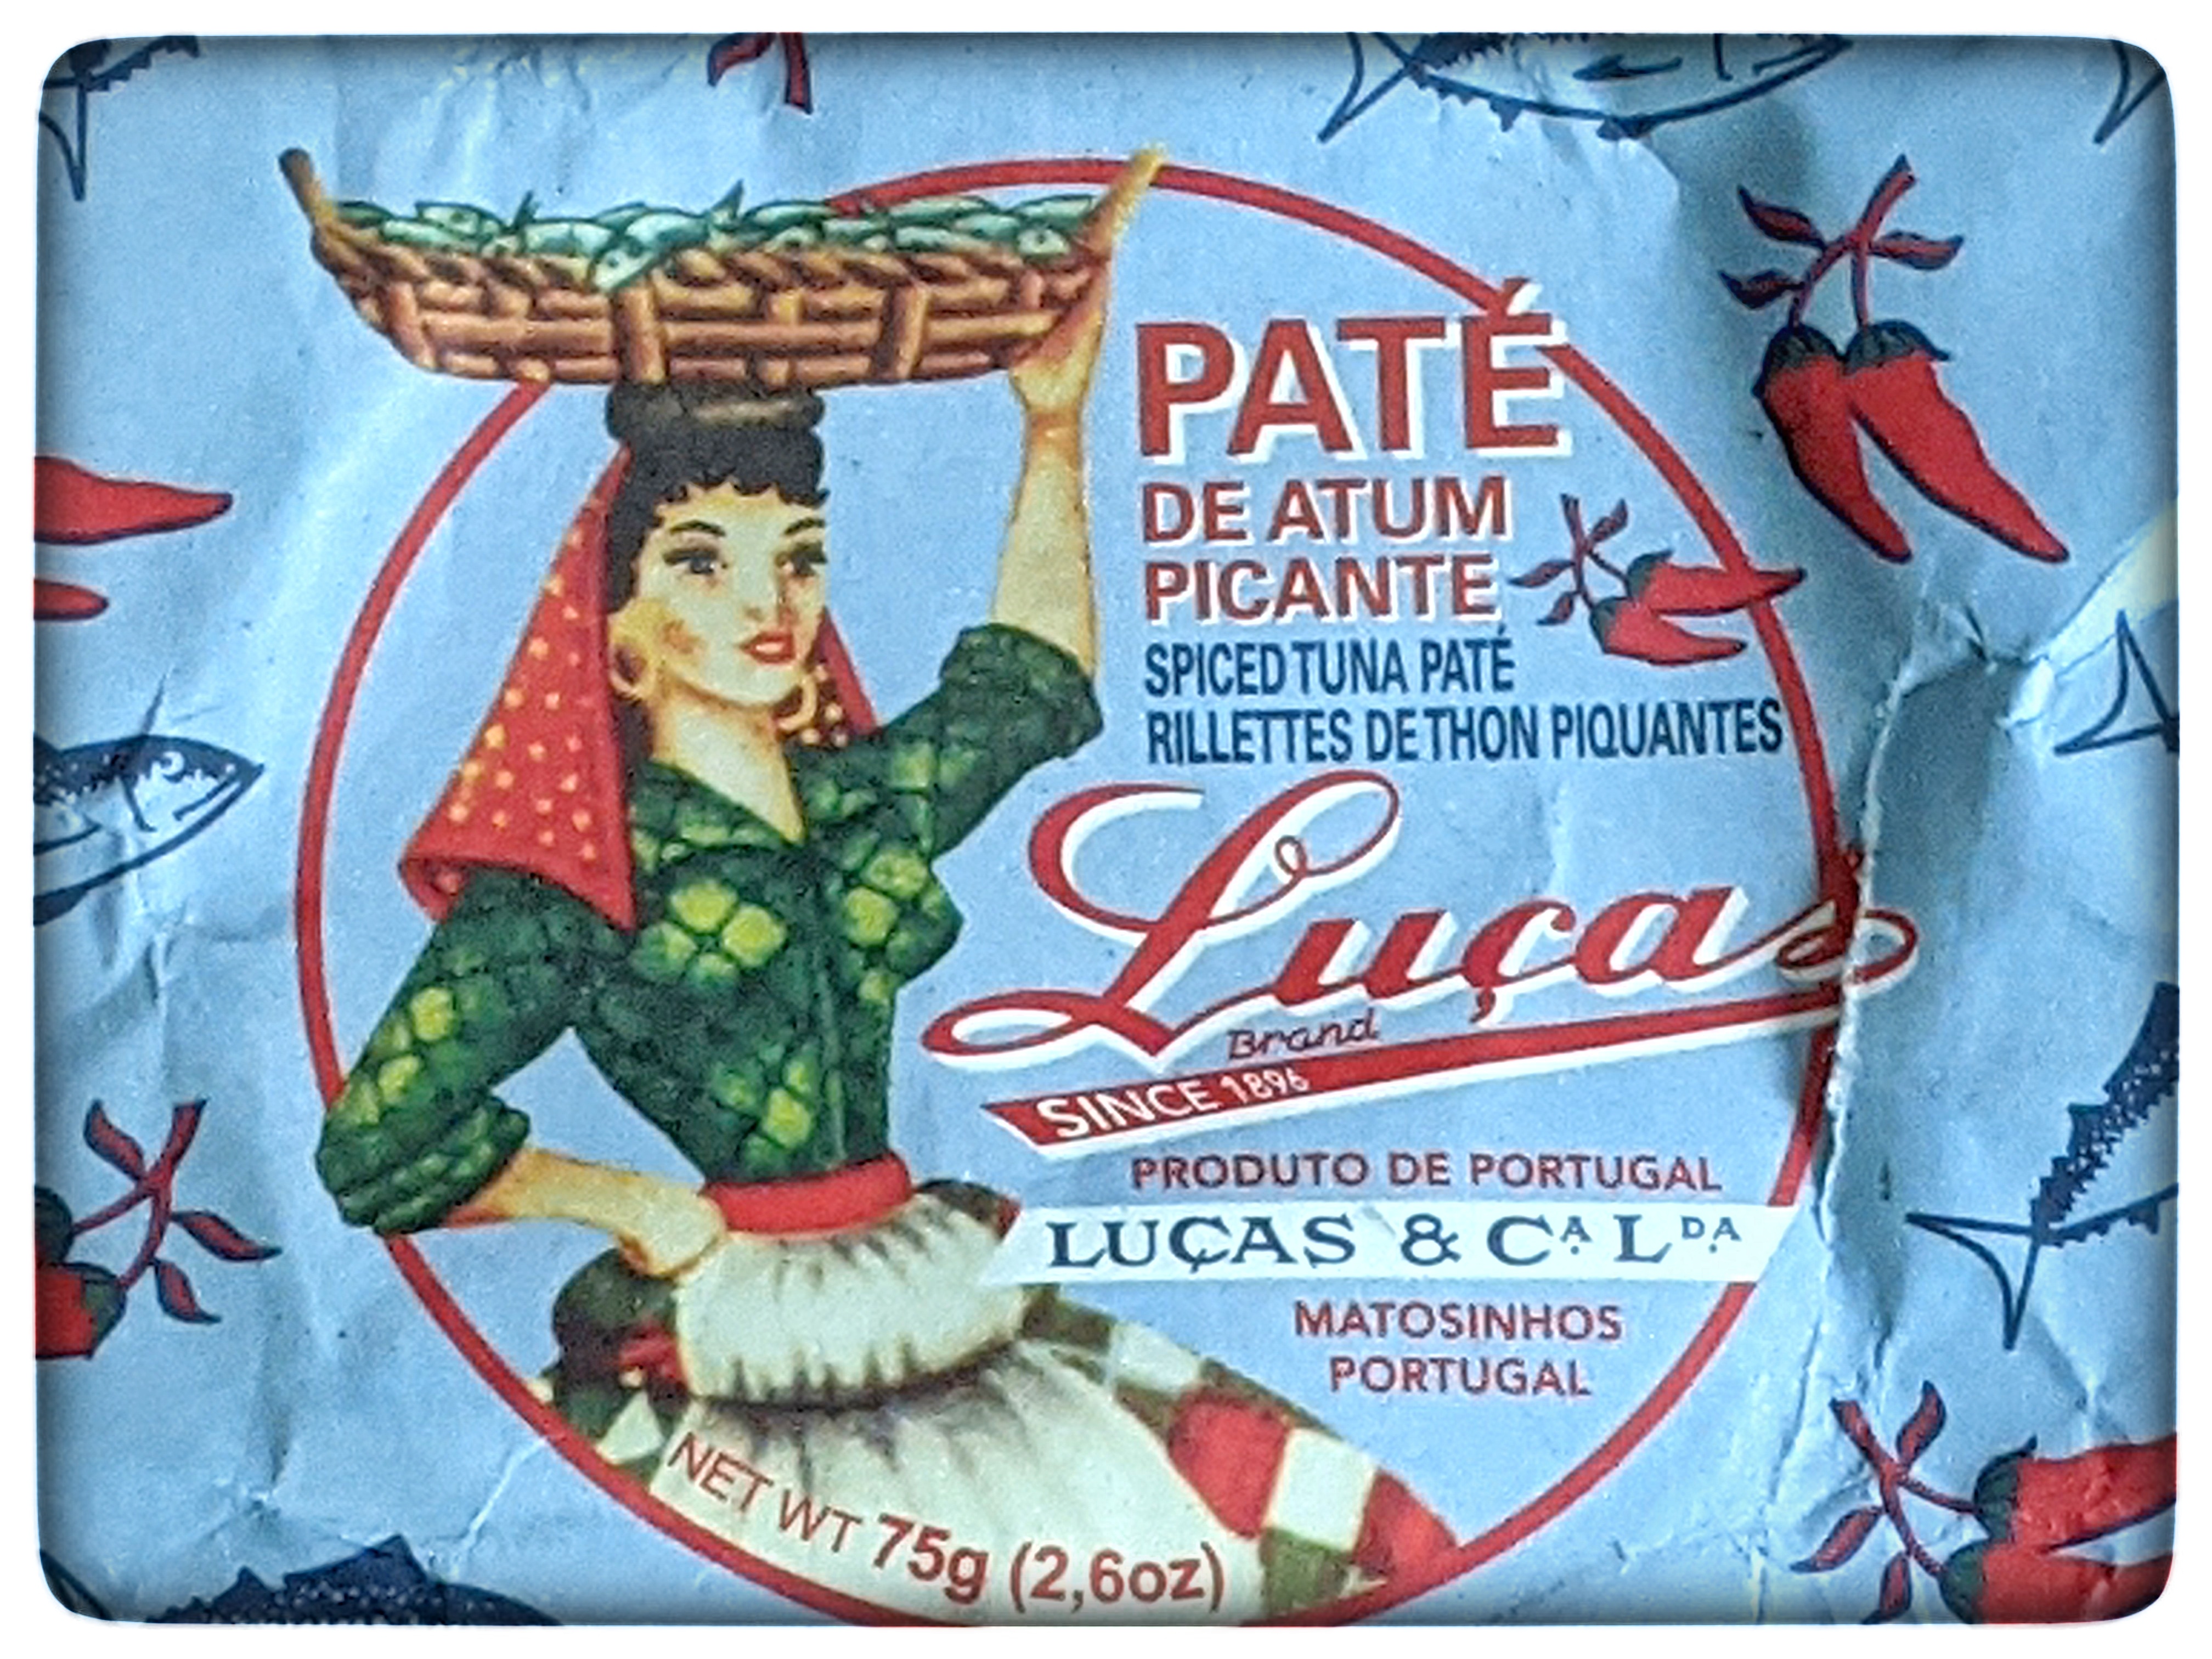 PATÉ
DE ATUM
PICANTE
SPICED TUNA PATÉ
RILLETTES DE THON PIQUANTES
Luças
Brand
SINCE 1896
PRODUTO DE PORTUGAL
LUÇAS & CA LDA
MATOSINHOS
PORTUGAL
NET WT 75g (2,6oz)